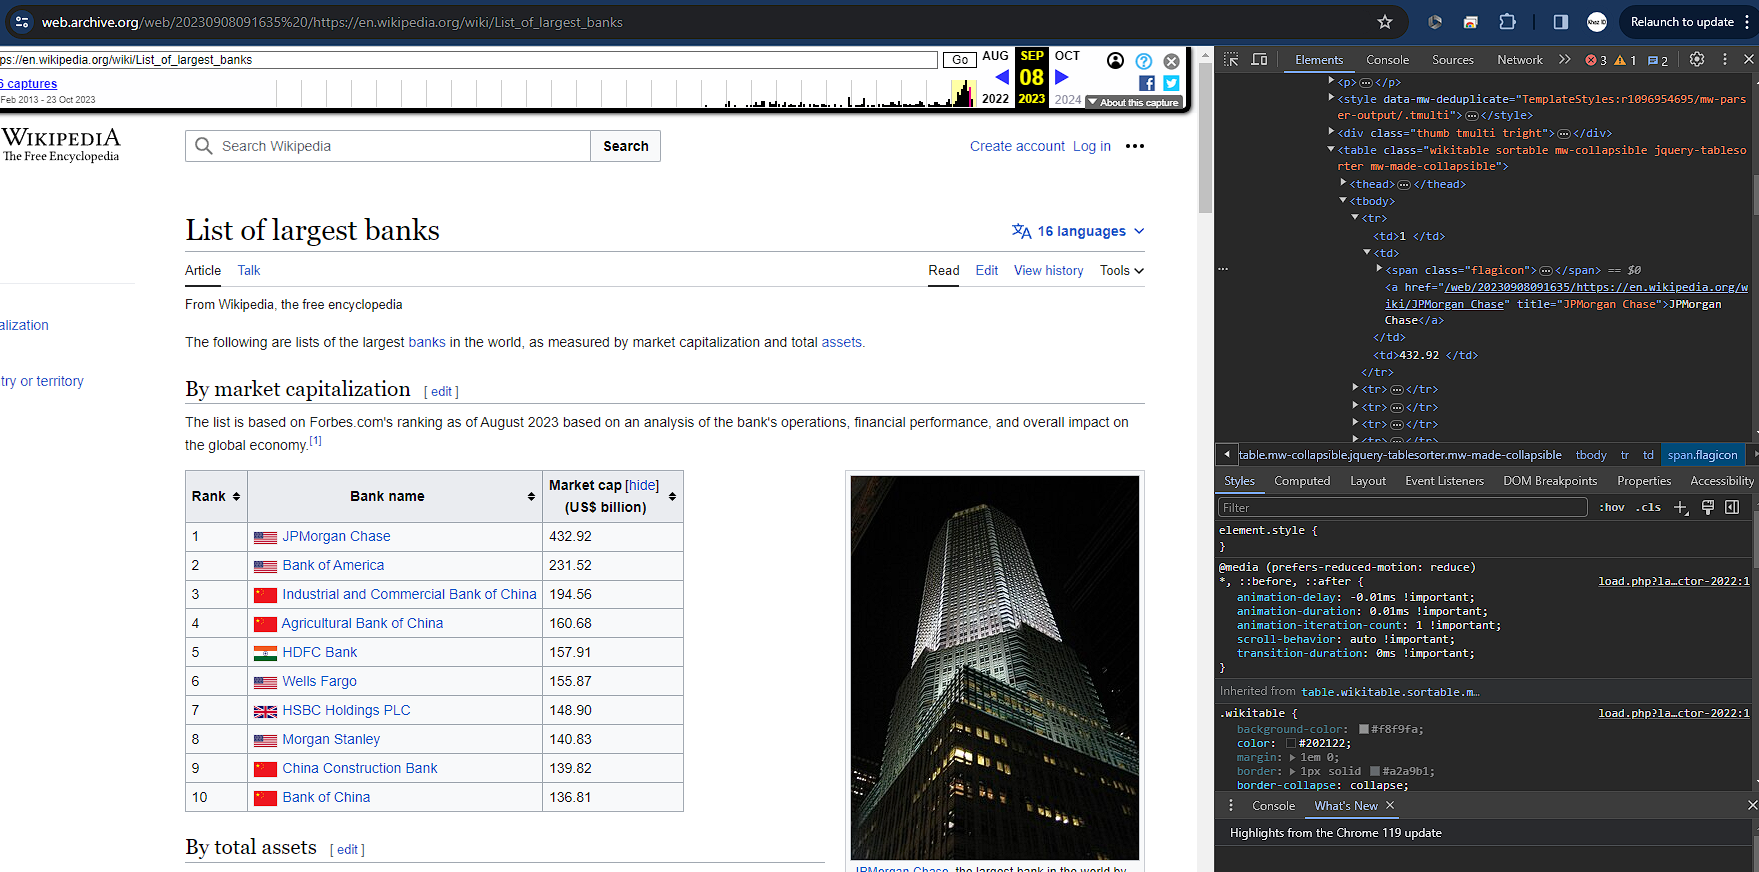 web.archive.org/web/20230908091635%20/https://en.wikipedia.org/wiki/List_of_largest_banks
Relaunch to update
ps://en.wikipedia.org/wiki/List_of_largest_banks
Go
AUG SEP OCT
08
2022 2023 2024
6 captures
Feb 2013 - 23 Oct 2023
About this capture
WIKIPEDIA
The Free Encyclopedia
Search Wikipedia
Search
Create account Log in
List of largest banks
16 languages
Article Talk
Read Edit View history Tools
From Wikipedia, the free encyclopedia
alization
try or territory
The following are lists of the largest banks in the world, as measured by market capitalization and total assets.
By market capitalization [ edit ]
The list is based on Forbes.com's ranking as of August 2023 based on an analysis of the bank's operations, financial performance, and overall impact on
the global economy.[1]
Rank Bank name Market cap [hide]
(US$ billion)
1 JPMorgan Chase 432.92
2 Bank of America 231.52
3 Industrial and Commercial Bank of China 194.56
4 Agricultural Bank of China 160.68
5 HDFC Bank 157.91
6 Wells Fargo 155.87
7 HSBC Holdings PLC 148.90
8 Morgan Stanley 140.83
9 China Construction Bank 139.82
10 Bank of China 136.81
By total assets [ edit ]
JPMorgan Chase, the largest bank in the world by
Elements Console Sources Network 3 1 2
<p>…</p>
<style data-mw-deduplicate="TemplateStyles:r1096954695/mw-pars
er-output/.tmulti">…</style>
<div class="thumb tmulti tright">…</div>
<table class="wikitable sortable mw-collapsible jquery-tableso
rter mw-made-collapsible">
<thead>…</thead>
<tbody>
<tr>
<td>1 </td>
<td>
… <span class="flagicon">…</span> == $0
<a href="/web/20230908091635/https://en.wikipedia.org/w
iki/JPMorgan_Chase" title="JPMorgan Chase">JPMorgan
Chase</a>
</td>
<td>432.92 </td>
</tr>
<tr>…</tr>
<tr>…</tr>
<tr>…</tr>
<tr>…</tr>
table.mw-collapsible.jquery-tablesorter.mw-made-collapsible tbody tr td span.flagicon
Styles Computed Layout Event Listeners DOM Breakpoints Properties Accessibility
Filter
:hov .cls
element.style {
}
@media (prefers-reduced-motion: reduce)
*, ::before, ::after { load.php?la…ctor-2022:1
animation-delay: -0.01ms !important;
animation-duration: 0.01ms !important;
animation-iteration-count: 1 !important;
scroll-behavior: auto !important;
transition-duration: 0ms !important;
}
Inherited from table.wikitable.sortable.m…
.wikitable { load.php?la…ctor-2022:1
background-color: #f8f9fa;
color: #202122;
margin: 1em 0;
border: 1px solid #a2a9b1;
border-collapse: collapse;
Console What's New
Highlights from the Chrome 119 update